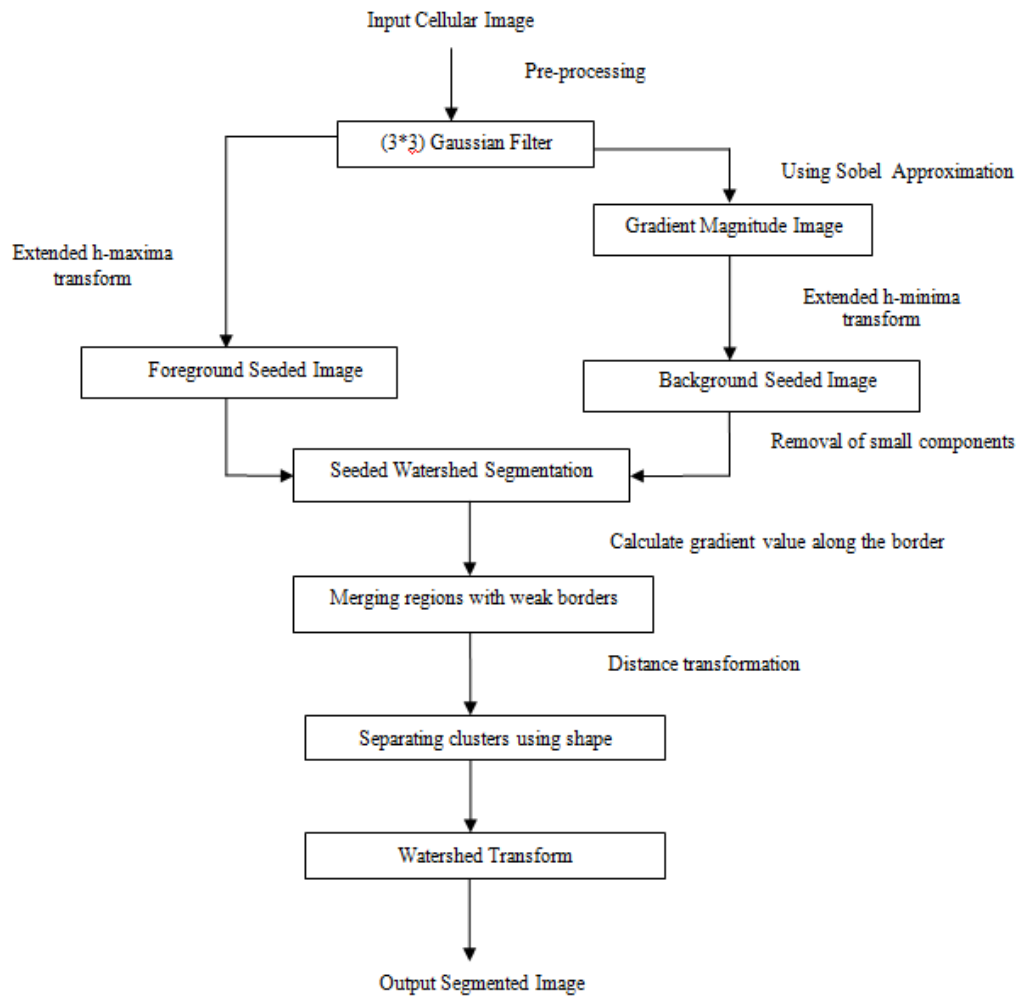 Input Cellular Image
Pre-processing
(3*3) Gaussian Filter
Using Sobel Approximation
Gradient Magnitude Image
Extended h-maxima
transform
Extended h-minima
transform
Foreground Seeded Image
Background Seeded Image
Removal of small components
Seeded Watershed Segmentation
Calculate gradient value along the border
Merging regions with weak borders
Distance transformation
Separating clusters using shape
Watershed Transform
Output Segmented Image